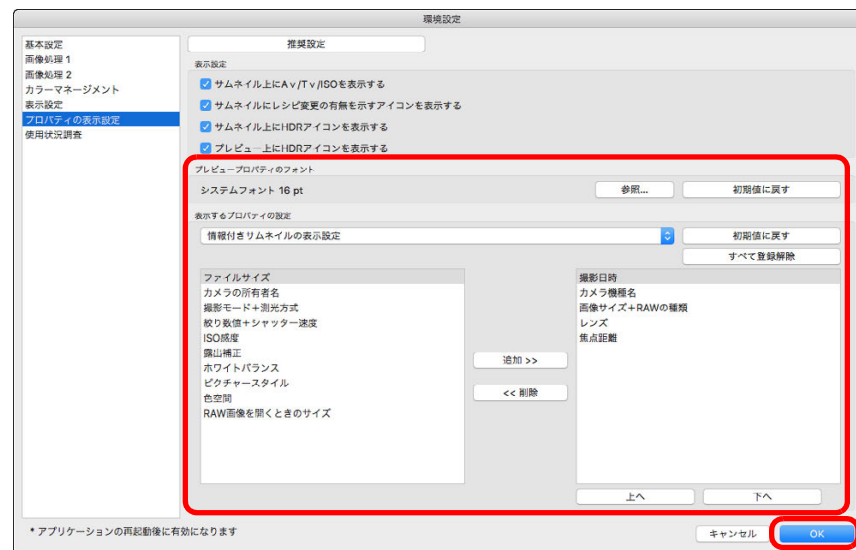 環境設定
基本設定
画像処理 1
画像処理 2
カラーマネージメント
表示設定
プロパティの表示設定
使用状況調査
推奨設定
表示設定
サムネイル上にAv/Tv/ISOを表示する
サムネイルにレシピ変更の有無を示すアイコンを表示する
サムネイル上にHDRアイコンを表示する
プレビュー上にHDRアイコンを表示する
プレビュープロパティのフォント
システムフォント 16 pt
参照...
初期値に戻す
表示するプロパティの設定
情報付きサムネイルの表示設定
初期値に戻す
すべて登録解除
ファイルサイズ
カメラの所有者名
撮影モード+測光方式
絞り数値+シャッター速度
ISO感度
露出補正
ホワイトバランス
ピクチャースタイル
色空間
RAW画像を開くときのサイズ
追加 >>
<< 削除
撮影日時
カメラ機種名
画像サイズ+RAWの種類
レンズ
焦点距離
上へ
下へ
* アプリケーションの再起動後に有効になります
キャンセル
OK